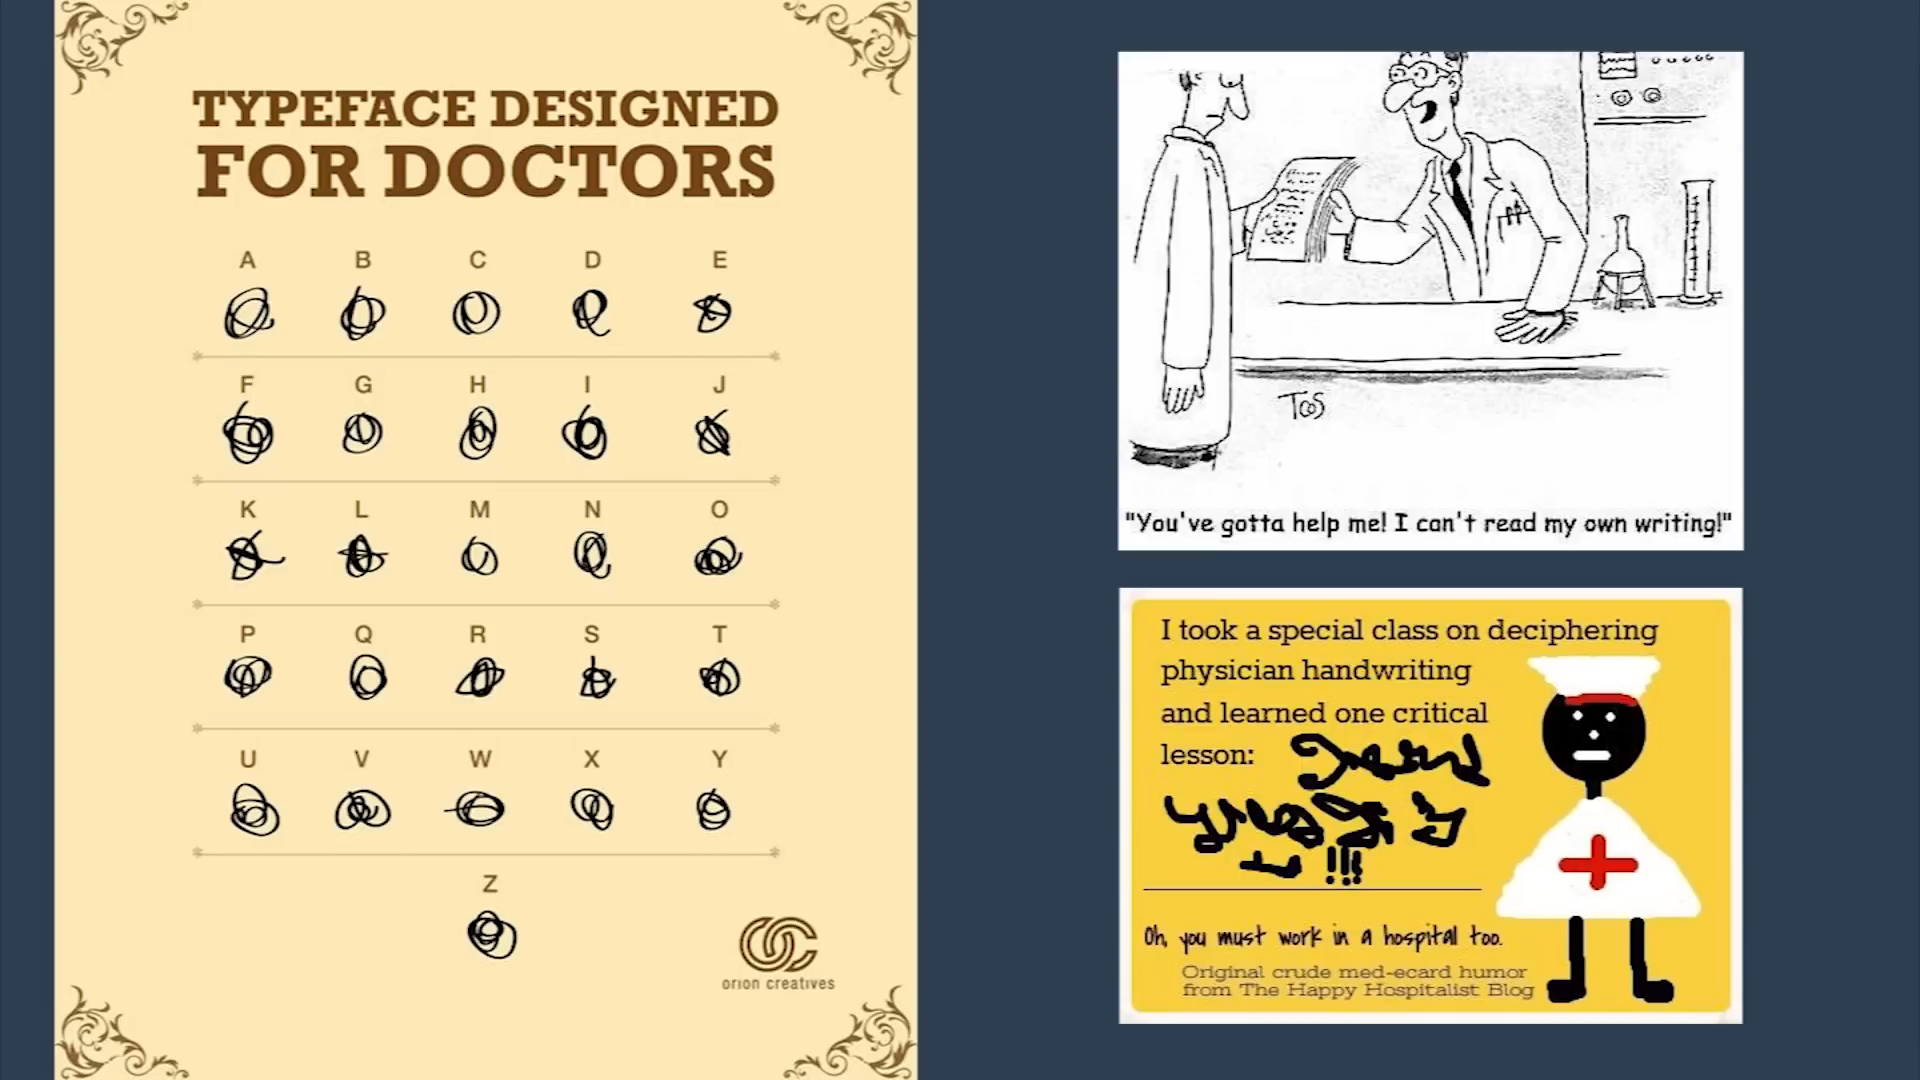 TYPEFACE DESIGNED
FOR DOCTORS
A B C D E
F G H I J
K L M N O
P Q R S T
U V W X Y
Z
orion creatives
TOS
"You've gotta help me! I can't read my own writing!"
I took a special class on deciphering
physician handwriting
and learned one critical
lesson:
!!!
Oh, you must work in a hospital too.
Original crude med-ecard humor
from The Happy Hospitalist Blog